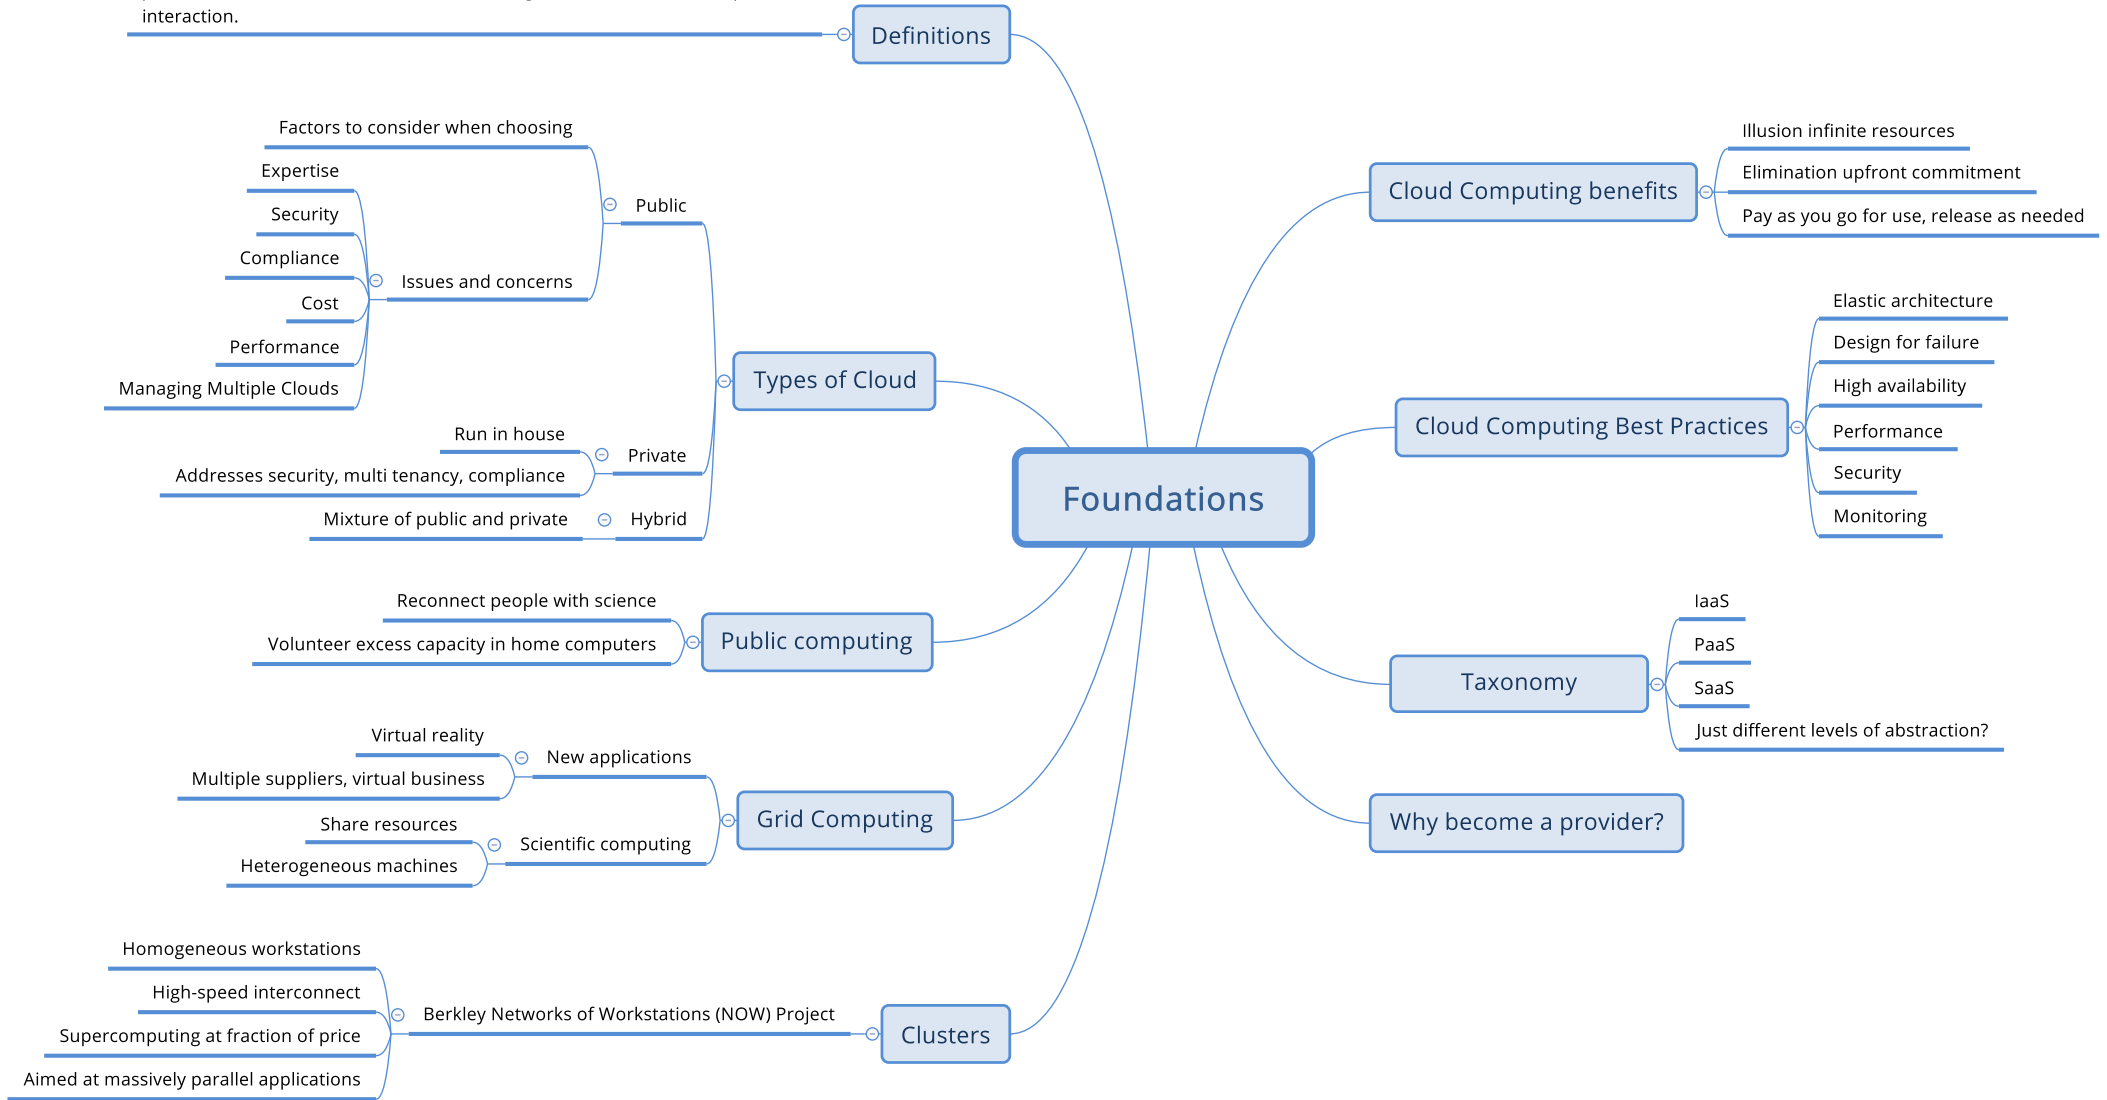 interaction.
Definitions
Factors to consider when choosing
Expertise
Security
Compliance
Cost
Performance
Managing Multiple Clouds
Issues and concerns
Public
Run in house
Addresses security, multi tenancy, compliance
Private
Mixture of public and private
Hybrid
Types of Cloud
Reconnect people with science
Volunteer excess capacity in home computers
Public computing
Virtual reality
Multiple suppliers, virtual business
New applications
Share resources
Heterogeneous machines
Scientific computing
Grid Computing
Homogeneous workstations
High-speed interconnect
Supercomputing at fraction of price
Aimed at massively parallel applications
Berkley Networks of Workstations (NOW) Project
Clusters
Foundations
Cloud Computing benefits
Illusion infinite resources
Elimination upfront commitment
Pay as you go for use, release as needed
Cloud Computing Best Practices
Elastic architecture
Design for failure
High availability
Performance
Security
Monitoring
Taxonomy
IaaS
PaaS
SaaS
Just different levels of abstraction?
Why become a provider?